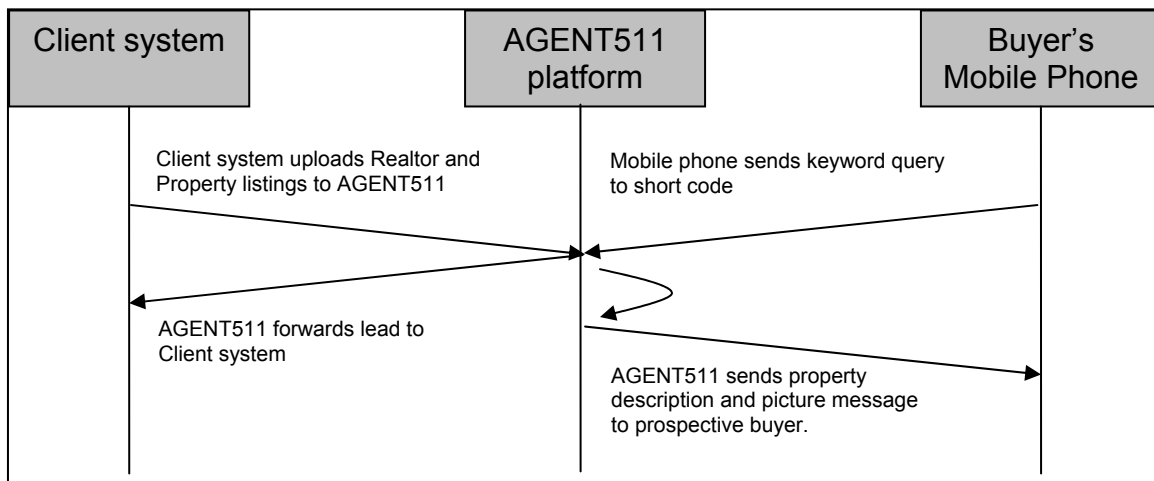 Client system
AGENT511
platform
Buyer’s
Mobile Phone
Client system uploads Realtor and
Property listings to AGENT511
Mobile phone sends keyword query
to short code
AGENT511 forwards lead to
Client system
AGENT511 sends property
description and picture message
to prospective buyer.